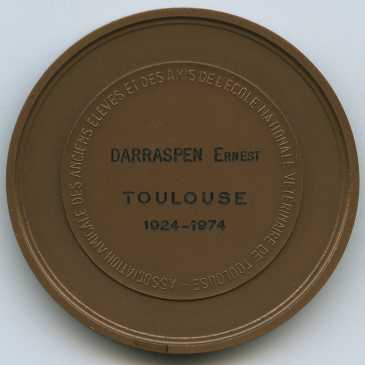 ASSOCIATION AMICALE DES ANCIENS ELEVES ET DES AMIS DE L'ECOLE NATIONALE VETERINAIRE DE TOULOUSE -
DARRASPEN ERNEST
TOULOUSE
1924-1974